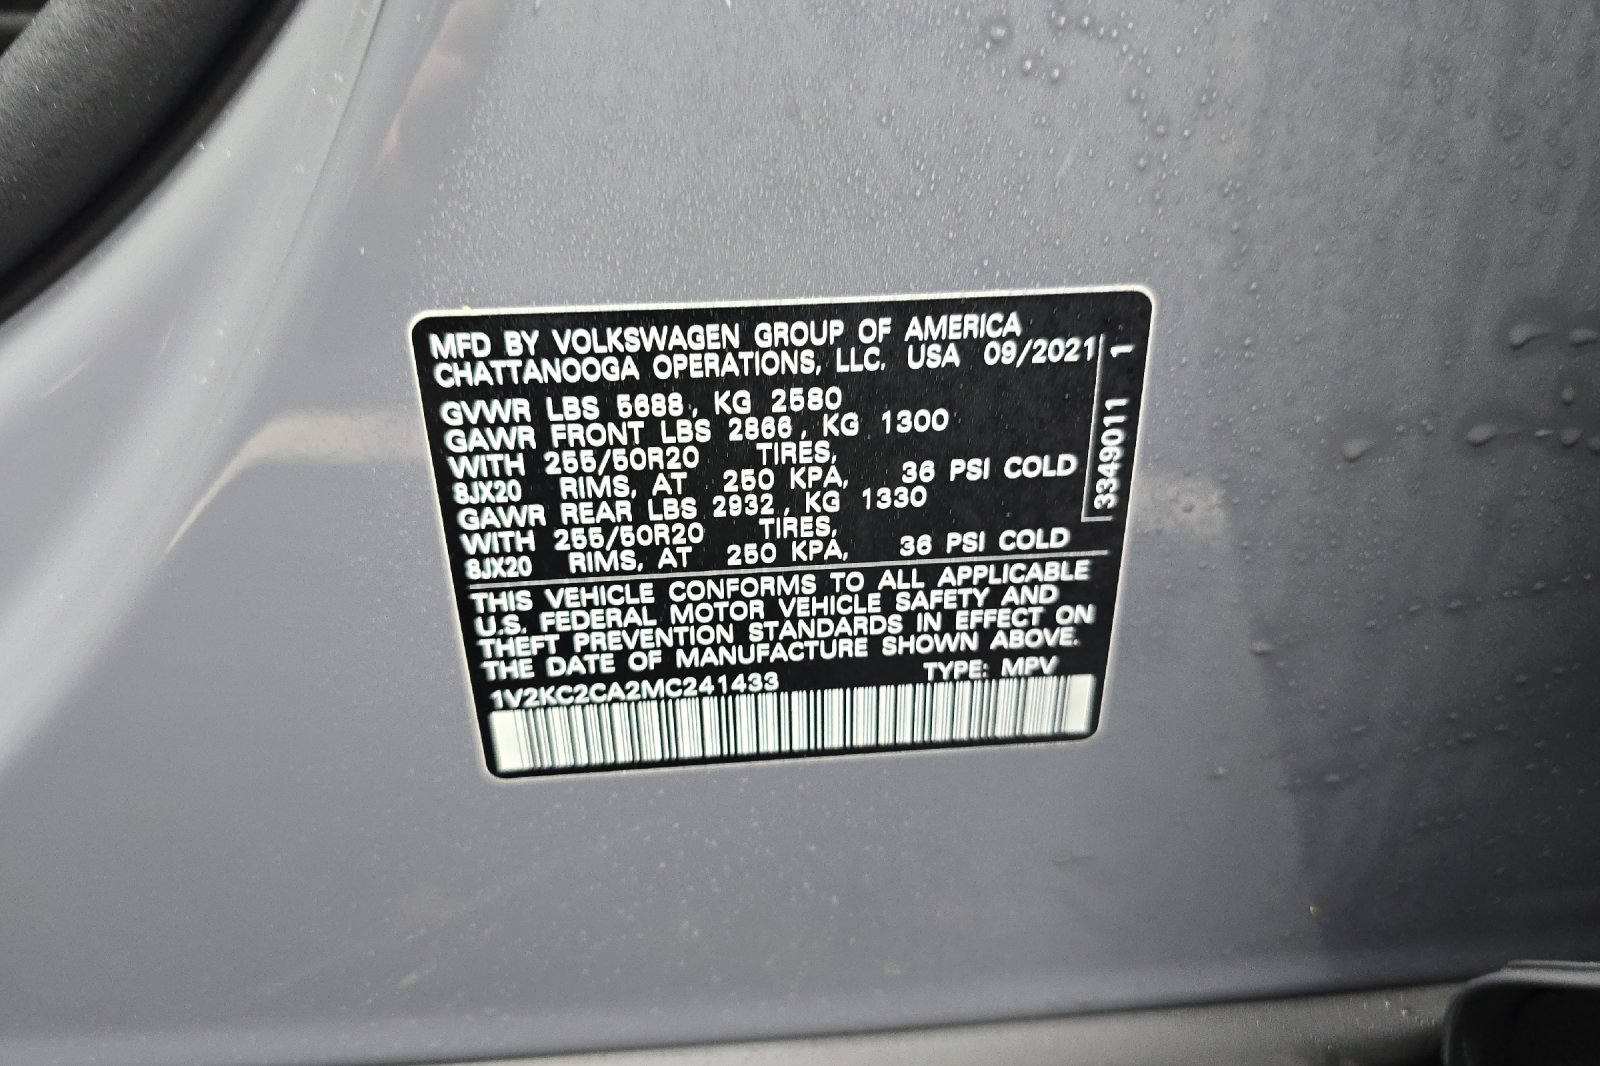 MFD BY VOLKSWAGEN GROUP OF AMERICA
CHATTANOOGA OPERATIONS, LLC. USA 09/2021
GVWR LBS 5688, KG 2580
GAWR FRONT LBS 2866, KG 1300
WITH 255/50R20 TIRES,
8JX20 RIMS, AT 250 KPA, 36 PSI COLD
GAWR REAR LBS 2932, KG 1330
WITH 255/50R20 TIRES,
8JX20 RIMS, AT 250 KPA, 36 PSI COLD
THIS VEHICLE CONFORMS TO ALL APPLICABLE
U.S. FEDERAL MOTOR VEHICLE SAFETY AND
THEFT PREVENTION STANDARDS IN EFFECT ON
THE DATE OF MANUFACTURE SHOWN ABOVE.
1V2KC2CA2MC241433 TYPE: MPV
3349011 1